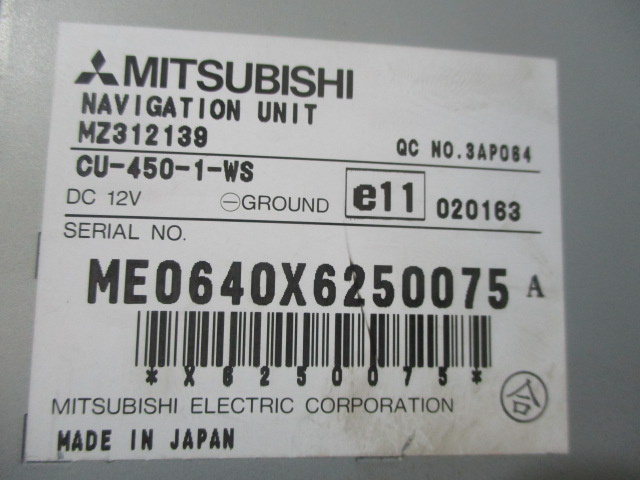 MITSUBISHI
NAVIGATION UNIT
MZ312139
QC NO.3AP064
CU-450-1-WS
DC 12V ⊖GROUND e11 020163
SERIAL NO.
ME0640X6250075 A
*X6250075*
MITSUBISHI ELECTRIC CORPORATION
合
MADE IN JAPAN